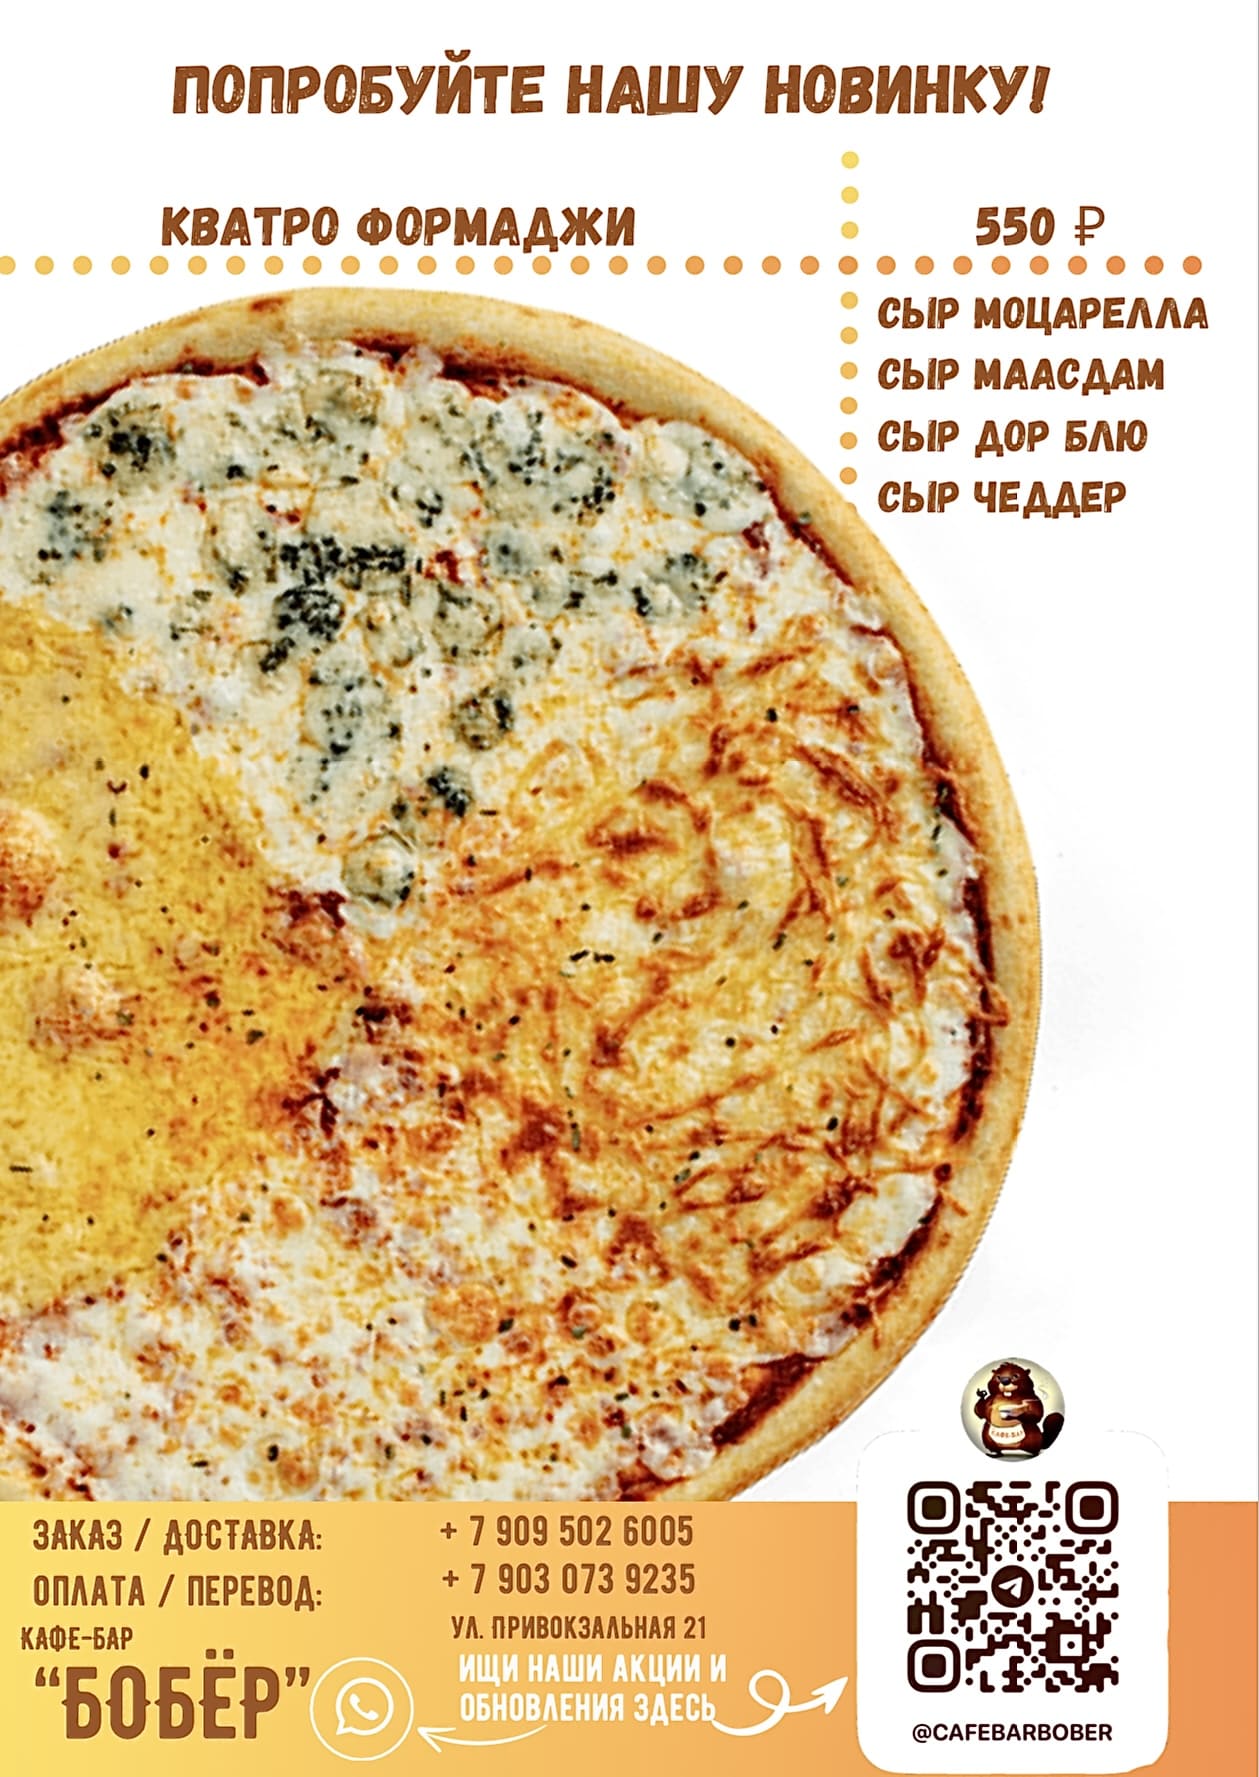 ПОПРОБУЙТЕ НАШУ НОВИНКУ!
КВАТРО ФОРМАДЖИ
550 ₽
СЫР МОЦАРЕЛЛА
СЫР МААСДАМ
СЫР ДОР БЛЮ
СЫР ЧЕДДЕР
ЗАКАЗ / ДОСТАВКА:
+ 7 909 502 6005
ОПЛАТА / ПЕРЕВОД:
+ 7 903 073 9235
КАФЕ-БАР
“БОБЁР”
УЛ. ПРИВОКЗАЛЬНАЯ 21
ИЩИ НАШИ АКЦИИ И
ОБНОВЛЕНИЯ ЗДЕСЬ
КАФЕ-БАР
@CAFEBARBOBER